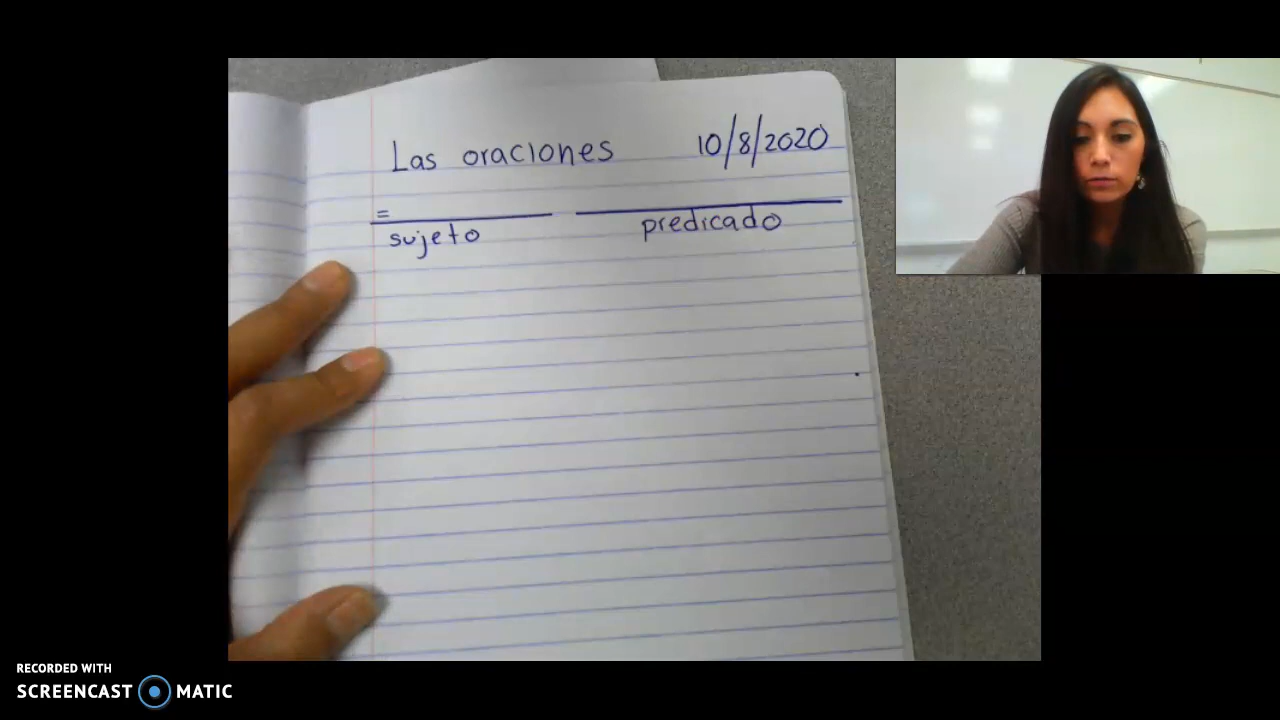 Las oraciones 10/8/2020
=
sujeto predicado
RECORDED WITH
SCREENCAST MATIC